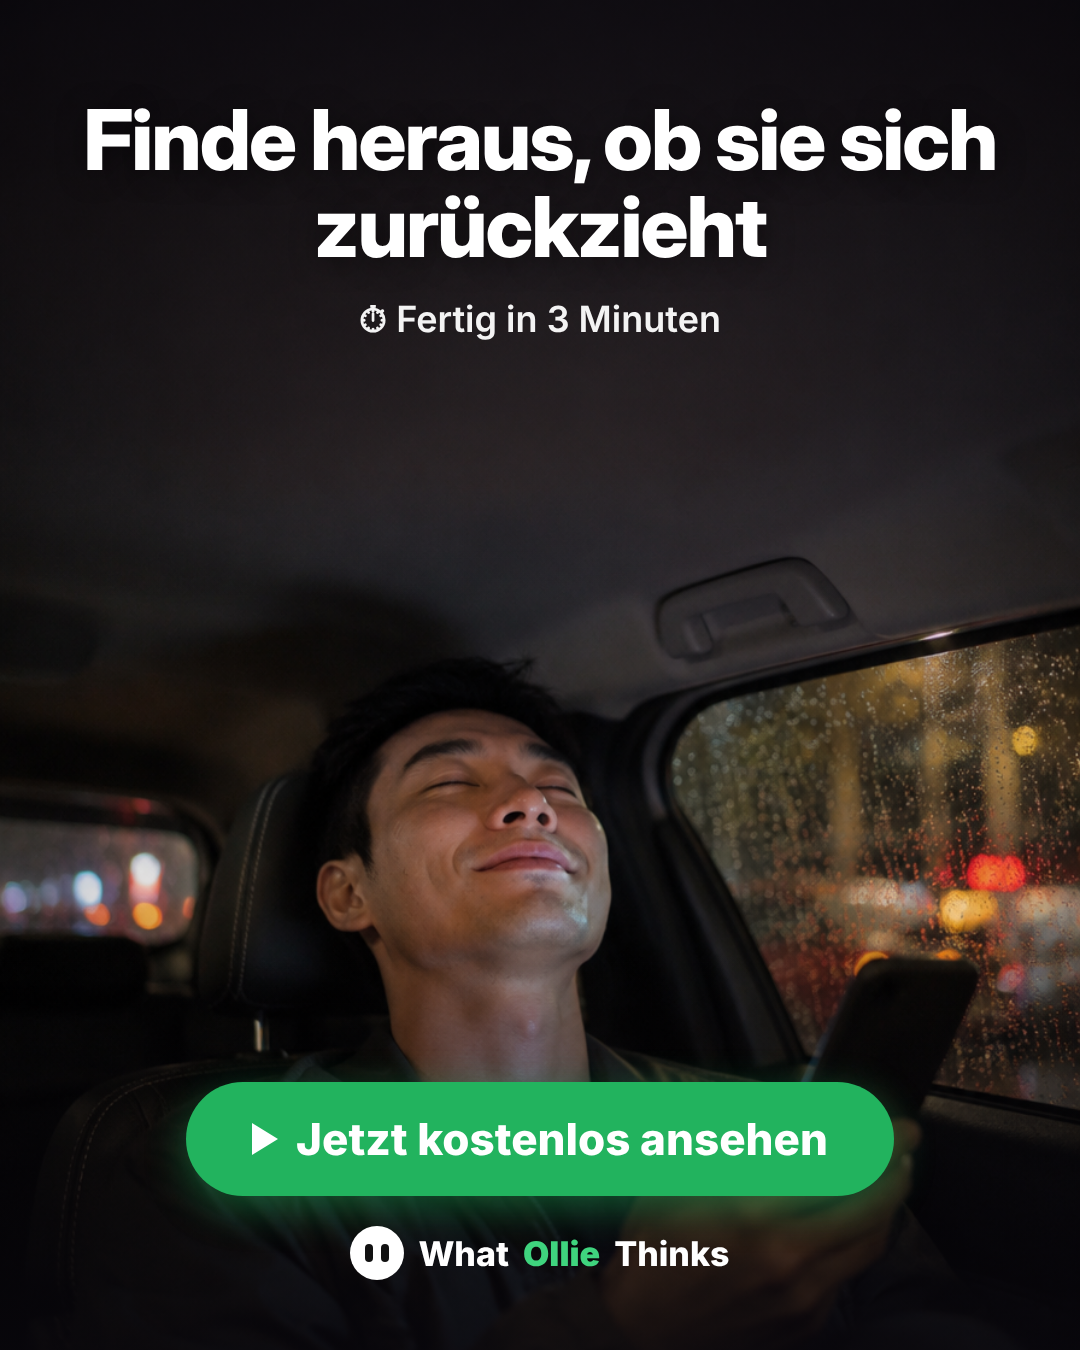 Finde heraus, ob sie sich
zurückzieht
⏱ Fertig in 3 Minuten
Jetzt kostenlos ansehen
What Ollie Thinks